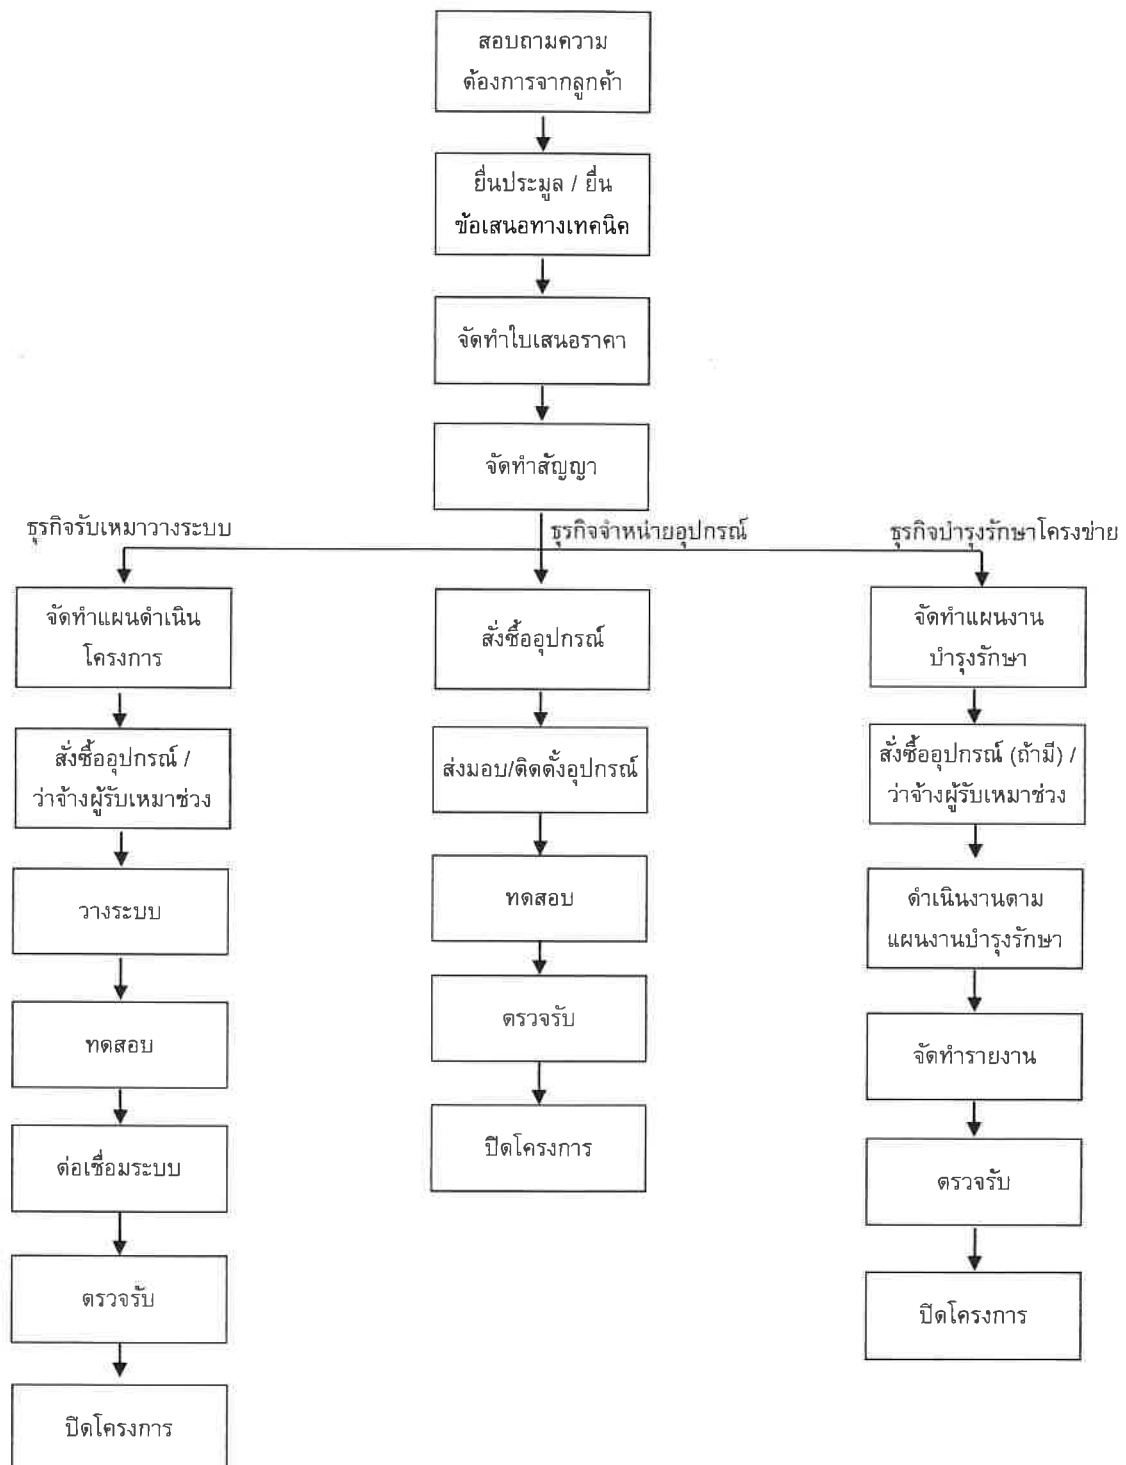 สอบถามความ
ต้องการจากลูกค้า
ยื่นประมูล / ยื่น
ข้อเสนอทางเทคนิค
จัดทำใบเสนอราคา
จัดทำสัญญา
ธุรกิจรับเหมาวางระบบ
จัดทำแผนดำเนิน
โครงการ
สั่งซื้ออุปกรณ์ /
ว่าจ้างผู้รับเหมาช่วง
วางระบบ
ทดสอบ
ต่อเชื่อมระบบ
ตรวจรับ
ปิดโครงการ
ธุรกิจจำหน่ายอุปกรณ์
สั่งซื้ออุปกรณ์
ส่งมอบ/ติดตั้งอุปกรณ์
ทดสอบ
ตรวจรับ
ปิดโครงการ
ธุรกิจบำรุงรักษาโครงข่าย
จัดทำแผนงาน
บำรุงรักษา
สั่งซื้ออุปกรณ์ (ถ้ามี) /
ว่าจ้างผู้รับเหมาช่วง
ดำเนินงานตาม
แผนงานบำรุงรักษา
จัดทำรายงาน
ตรวจรับ
ปิดโครงการ